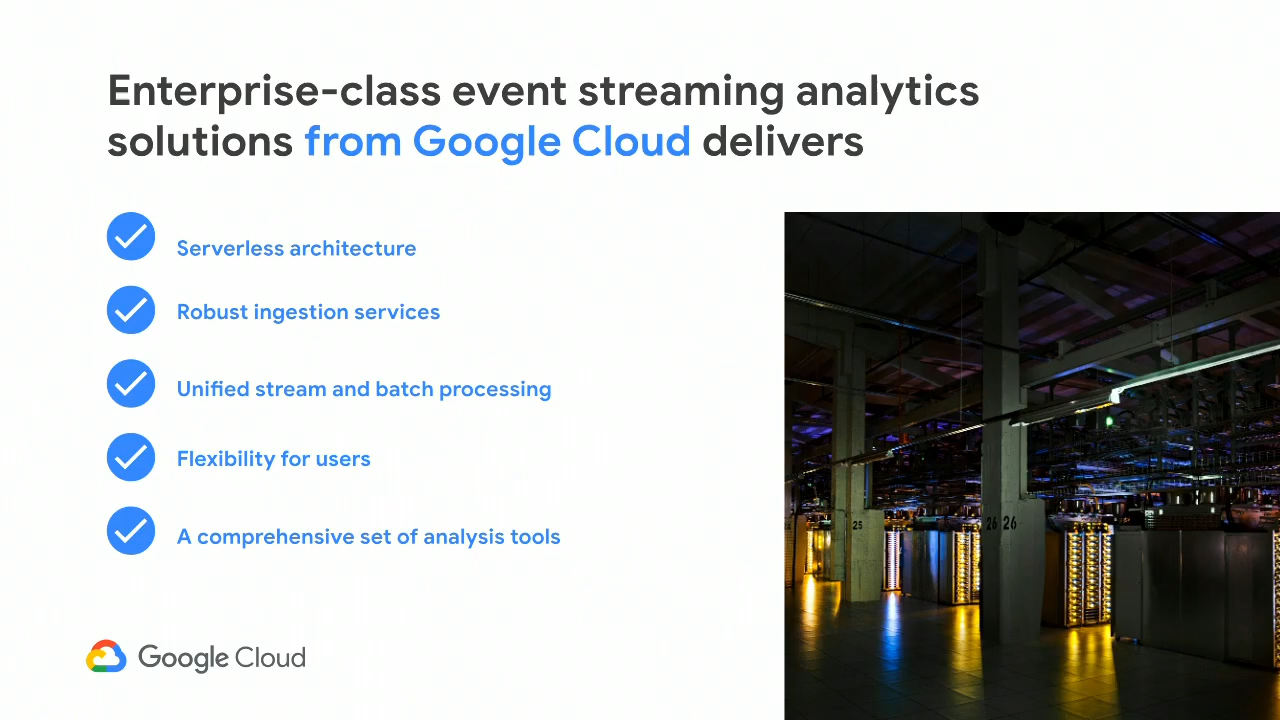 Enterprise-class event streaming analytics
solutions from Google Cloud delivers
Serverless architecture
Robust ingestion services
Unified stream and batch processing
Flexibility for users
A comprehensive set of analysis tools
25
26 26
Google Cloud